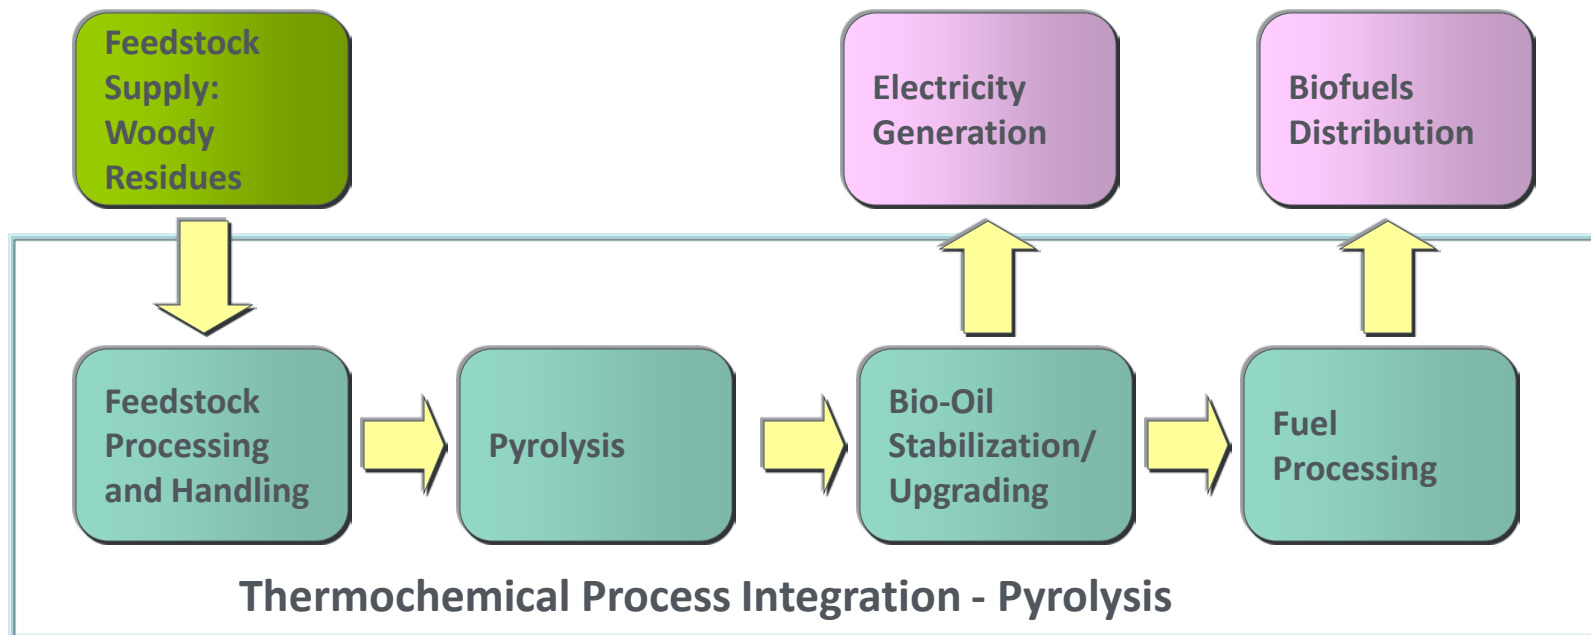 Feedstock
Supply:
Woody
Residues
Electricity
Generation
Biofuels
Distribution
Feedstock
Processing
and Handling
Pyrolysis
Bio-Oil
Stabilization/
Upgrading
Fuel
Processing
Thermochemical Process Integration - Pyrolysis